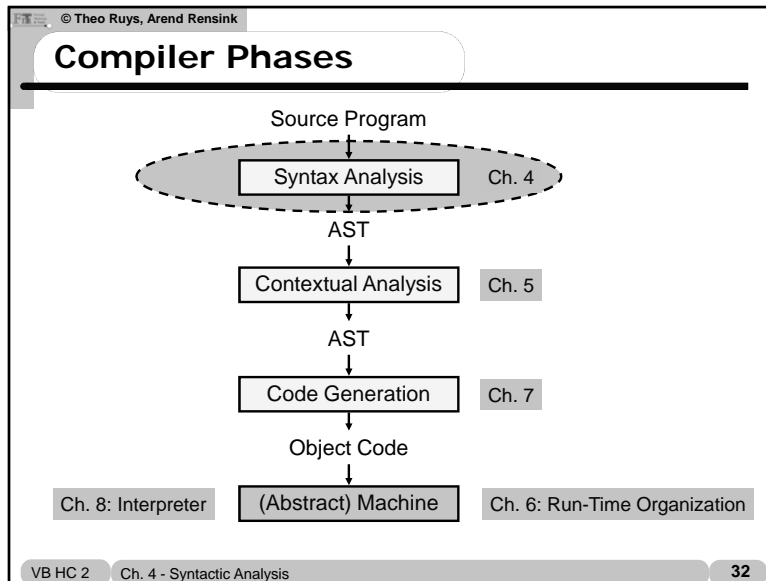 © Theo Ruys, Arend Rensink
Compiler Phases
Source Program
Syntax Analysis Ch. 4
AST
Contextual Analysis Ch. 5
AST
Code Generation Ch. 7
Object Code
Ch. 8: Interpreter (Abstract) Machine Ch. 6: Run-Time Organization
VB HC 2 Ch. 4 - Syntactic Analysis 32